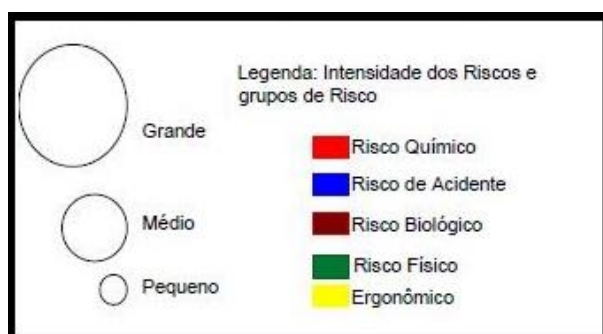 Legenda: Intensidade dos Riscos e
grupos de Risco
Grande
Médio
Pequeno
Risco Químico
Risco de Acidente
Risco Biológico
Risco Físico
Ergonômico